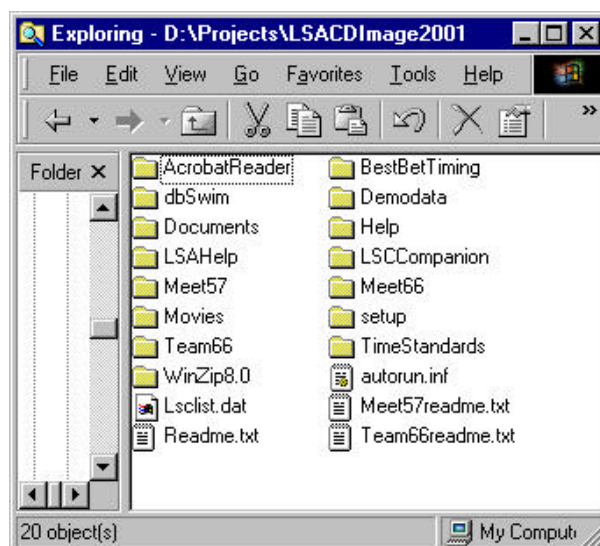 Exploring - D:\Projects\LSACDImage2001
File Edit View Go Favorites Tools Help
»
Folder
AcrobatReader BestBetTiming
dbSwim Demodata
Documents Help
LSAHelp LSCCompanion
Meet57 Meet66
Movies setup
Team66 TimeStandards
WinZip8.0 autorun.inf
Lsclist.dat Meet57readme.txt
Readme.txt Team66readme.txt
20 object(s) My Comput